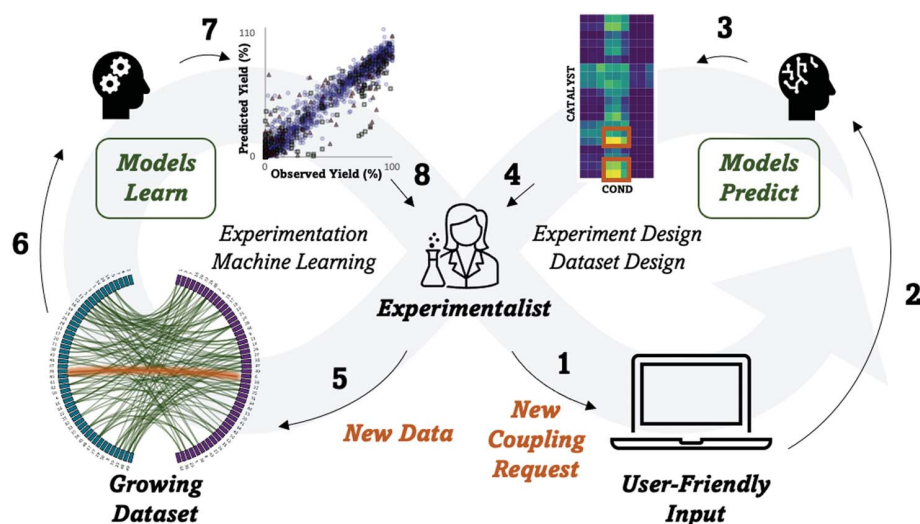 7
110
Predicted Yield (%)
0
0
100
Observed Yield (%)
CATALYST
COND
3
Models
Learn
Models
Predict
8
4
6
Experimentation
Machine Learning
Experiment Design
Dataset Design
2
Experimentalist
5
1
New Data
New
Coupling
Request
Growing
Dataset
User-Friendly
Input